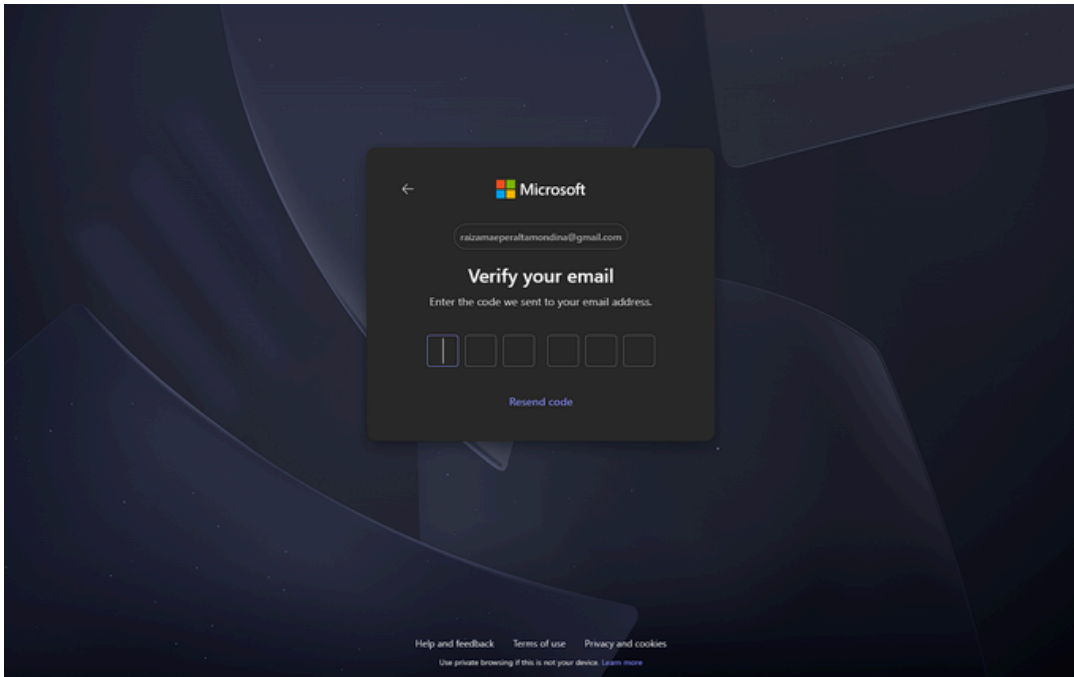 Microsoft
raizamaeperaltamondina@gmail.com
Verify your email
Enter the code we sent to your email address.
Resend code
Help and feedback Terms of use Privacy and cookies
Use private browsing if this is not your device. Learn more